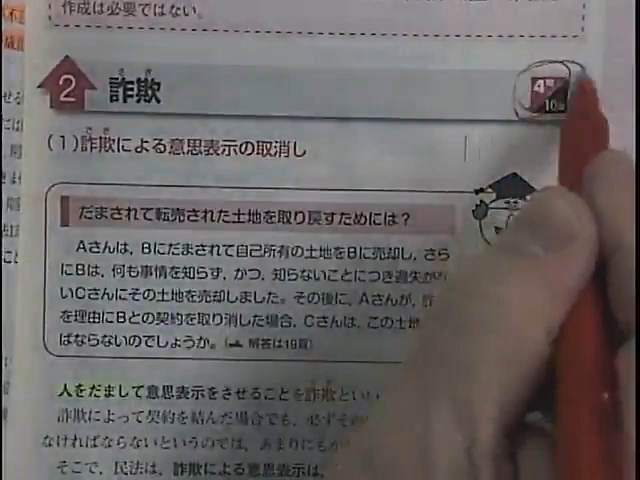 作成は必要ではない。
2 詐欺
さ ぎ
4
10
(1)詐欺による意思表示の取消し
だまされて転売された土地を取り戻すためには?
Aさんは、Bにだまされて自己所有の土地をBに売却し、さら
にBは、何も事情を知らず、かつ、知らないことにつき過失が
いCさんにその土地を売却しました。その後に、Aさんが、詐
を理由にBとの契約を取り消した場合、Cさんは、この土地
ばならないのでしょうか。(解答は19頁)
人をだまして意思表示をさせることを詐欺とい
詐欺によって契約を結んだ場合でも、必ずその
なければならないというのでは、あまりにも
そこで、民法は、詐欺による意思表示は、